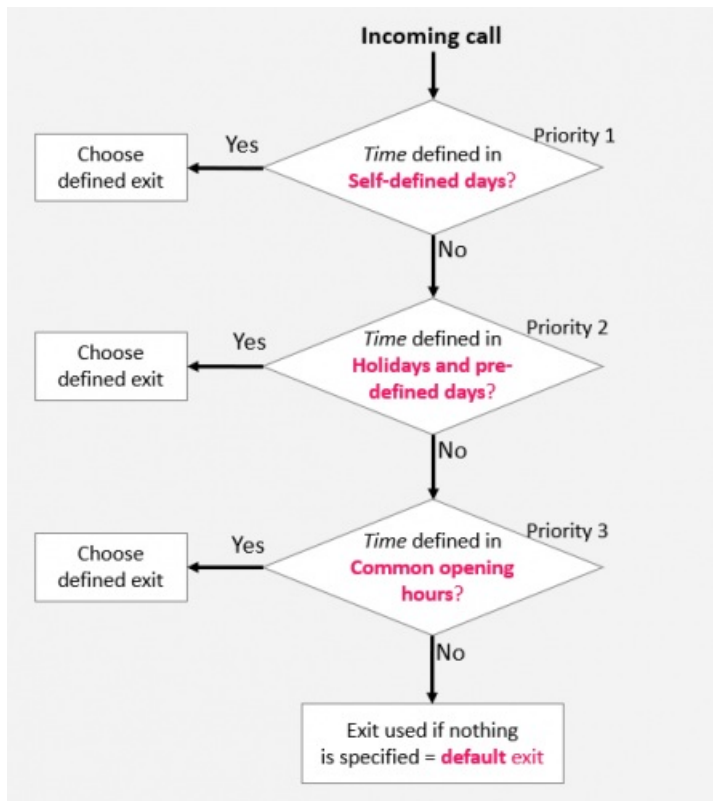 Incoming call
Priority 1
Yes
Choose
defined exit
Time defined in
Self-defined days?
No
Priority 2
Yes
Choose
defined exit
Time defined in
Holidays and pre-
defined days?
No
Priority 3
Yes
Choose
defined exit
Time defined in
Common opening
hours?
No
Exit used if nothing
is specified = default exit